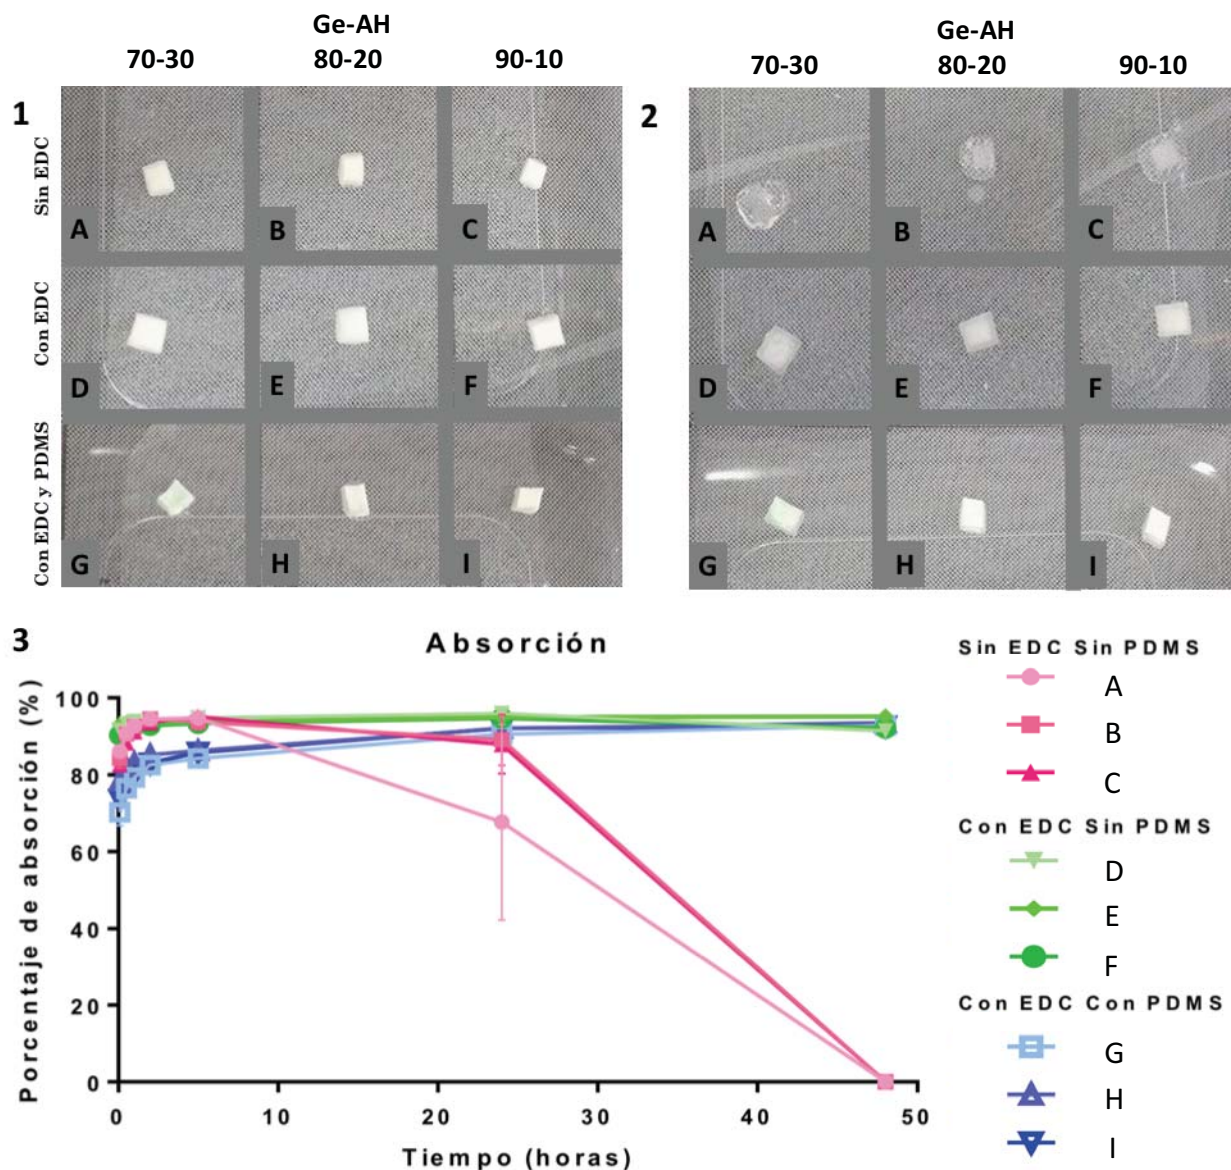 Ge-AH
70-30 80-20 90-10
1
Sin EDC
A B C
Con EDC
D E F
Con EDC y PDMS
G H I
Ge-AH
70-30 80-20 90-10
2
A B C
D E F
G H I
3
Absorción
Porcentaje de absorción (%)
100
80
60
40
20
0
0 10 20 30 40 50
Tiempo (horas)
Sin EDC Sin PDMS
A
B
C
Con EDC Sin PDMS
D
E
F
Con EDC Con PDMS
G
H
I